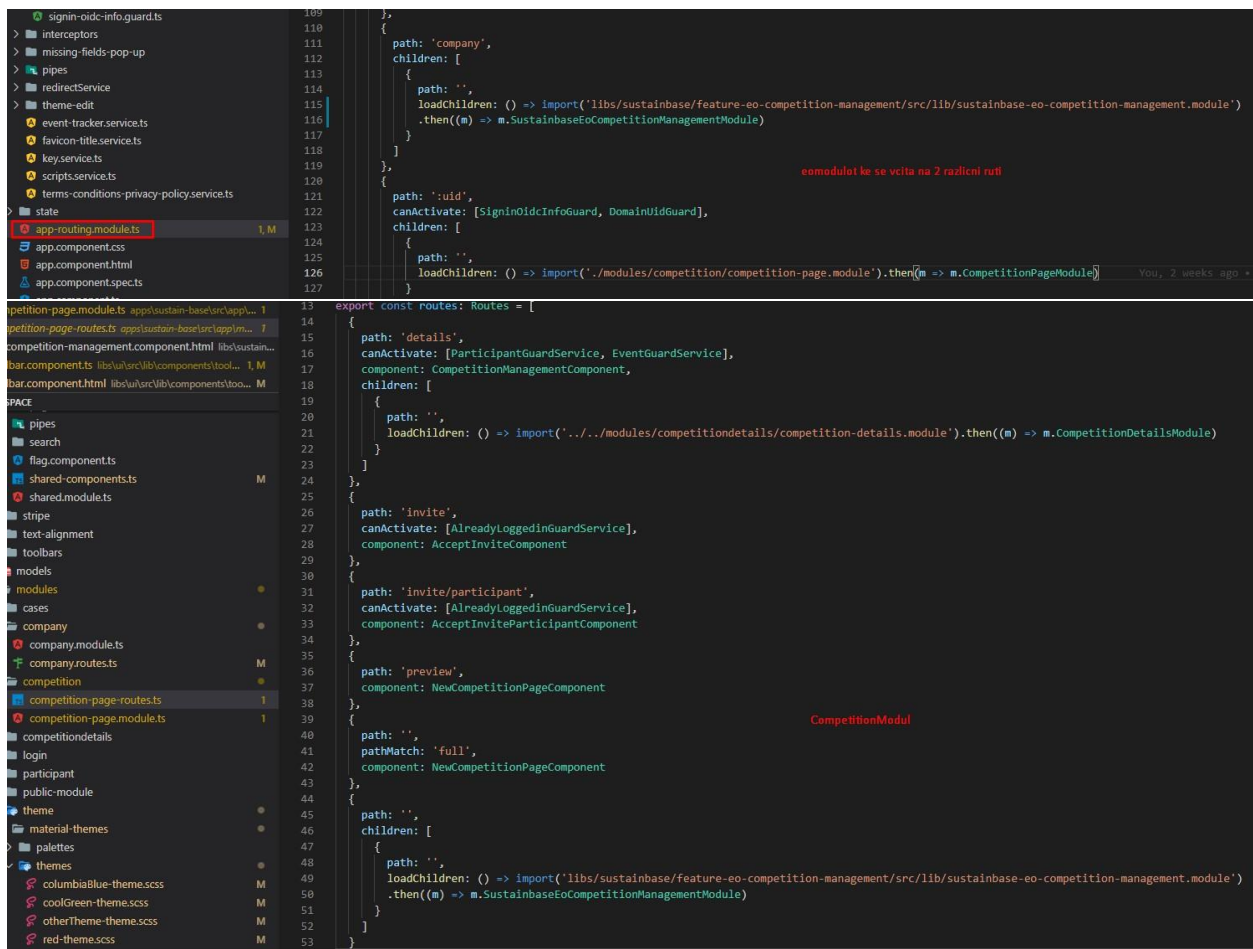 signin-oidc-info.guard.ts
interceptors
missing-fields-pop-up
pipes
redirectService
theme-edit
event-tracker.service.ts
favicon-title.service.ts
key.service.ts
scripts.service.ts
terms-conditions-privacy-policy.service.ts
state
app-routing.module.ts 1, M
app.component.css
app.component.html
app.component.spec.ts
109 },
110 {
111 path: 'company',
112 children: [
113 {
114 path: '',
115 loadChildren: () => import('libs/sustainbase/feature-eo-competition-management/src/lib/sustainbase-eo-competition-management.module')
116 .then((m) => m.SustainbaseEoCompetitionManagementModule)
117 }
118 ]
119 },
eomodulot ke se vcita na 2 razlicni ruti
120 {
121 path: ':uid',
122 canActivate: [SigninOidcInfoGuard, DomainUidGuard],
123 children: [
124 {
125 path: '',
126 loadChildren: () => import('./modules/competition/competition-page.module').then(m => m.CompetitionPageModule) You, 2 weeks ago •
127 }
npetition-page.module.ts apps\sustain-base\src\app\... 1
npetition-page-routes.ts apps\sustain-base\src\app\m... 1
competition-management.component.html libs\sustain...
lbar.component.ts libs\ui\src\lib\components\tool... 1, M
lbar.component.html libs\ui\src\lib\components\too... M
SPACE
pipes
search
flag.component.ts
shared-components.ts M
shared.module.ts
stripe
text-alignment
toolbars
models
modules
cases
company
company.module.ts
company.routes.ts M
competition
competition-page-routes.ts 1
competition-page.module.ts 1
competitiondetails
login
participant
public-module
theme
material-themes
palettes
themes
columbiaBlue-theme.scss M
coolGreen-theme.scss M
otherTheme-theme.scss M
red-theme.scss M
13 export const routes: Routes = [
14 {
15 path: 'details',
16 canActivate: [ParticipantGuardService, EventGuardService],
17 component: CompetitionManagementComponent,
18 children: [
19 {
20 path: '',
21 loadChildren: () => import('../../modules/competitiondetails/competition-details.module').then((m) => m.CompetitionDetailsModule)
22 }
23 ]
24 },
25 {
26 path: 'invite',
27 canActivate: [AlreadyLoggedinGuardService],
28 component: AcceptInviteComponent
29 },
30 {
31 path: 'invite/participant',
32 canActivate: [AlreadyLoggedinGuardService],
33 component: AcceptInviteParticipantComponent
34 },
35 {
36 path: 'preview',
37 component: NewCompetitionPageComponent
38 },
39 {
CompetitionModul
40 path: '',
41 pathMatch: 'full',
42 component: NewCompetitionPageComponent
43 },
44 {
45 path: '',
46 children: [
47 {
48 path: '',
49 loadChildren: () => import('libs/sustainbase/feature-eo-competition-management/src/lib/sustainbase-eo-competition-management.module')
50 .then((m) => m.SustainbaseEoCompetitionManagementModule)
51 }
52 ]
53 }